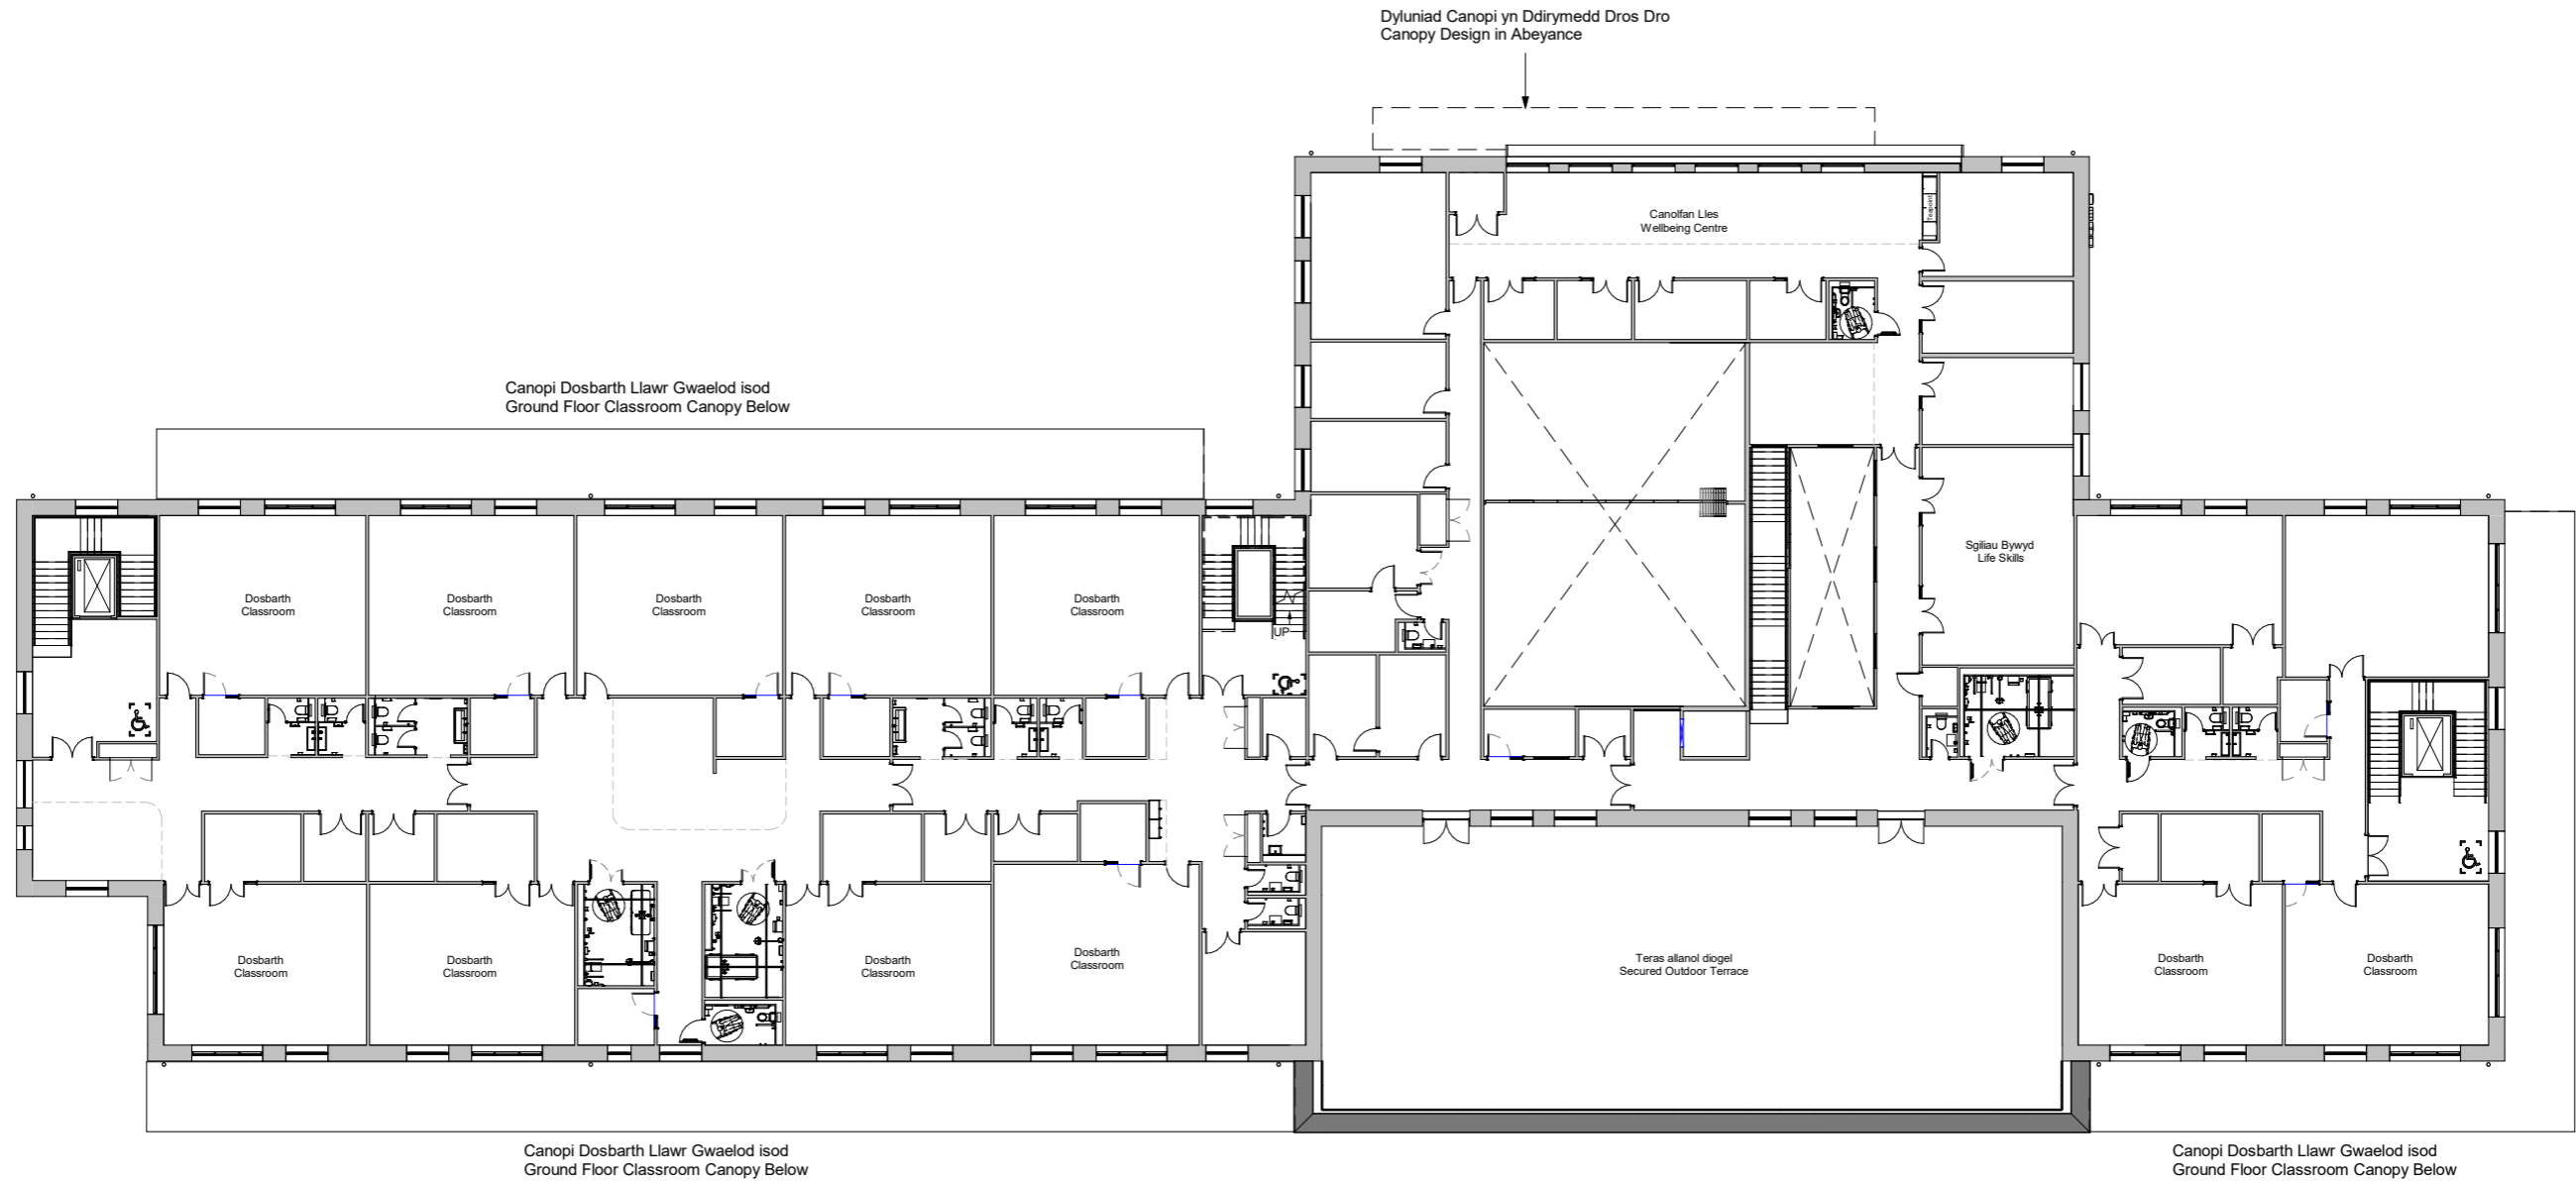 Dyluniad Canopi yn Ddirymedd Dros Dro
Canopy Design in Abeyance
Canolfan Lles
Wellbeing Centre
Teapoint
Canopi Dosbarth Llawr Gwaelod isod
Ground Floor Classroom Canopy Below
Sgiliau Bywyd
Life Skills
Dosbarth
Classroom
Dosbarth
Classroom
Dosbarth
Classroom
Dosbarth
Classroom
Dosbarth
Classroom
UP
Dosbarth
Classroom
Dosbarth
Classroom
Dosbarth
Classroom
Dosbarth
Classroom
Teras allanol diogel
Secured Outdoor Terrace
Dosbarth
Classroom
Dosbarth
Classroom
Canopi Dosbarth Llawr Gwaelod isod
Ground Floor Classroom Canopy Below
Canopi Dosbarth Llawr Gwaelod isod
Ground Floor Classroom Canopy Below